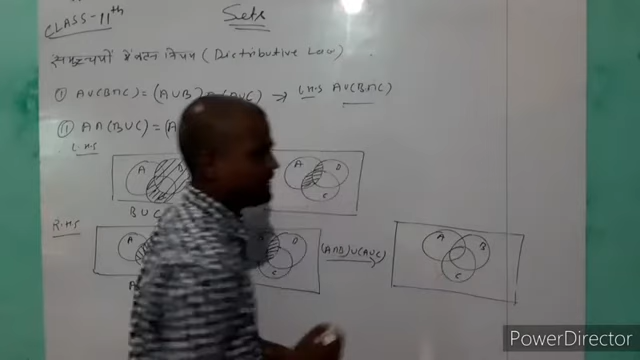 CLASS-11th
Sets
(Distributive Law)
① A∪(B∩C)=(A∪B)∩(A∪C) → L.H.S A∪(B∩C)
② A∩(B∪C)=(A
L.H.S
A
A
B
C
B∪C
R.H.S
A
B
C
(A∩B)∪(A∩C)
A
B
C
PowerDirector